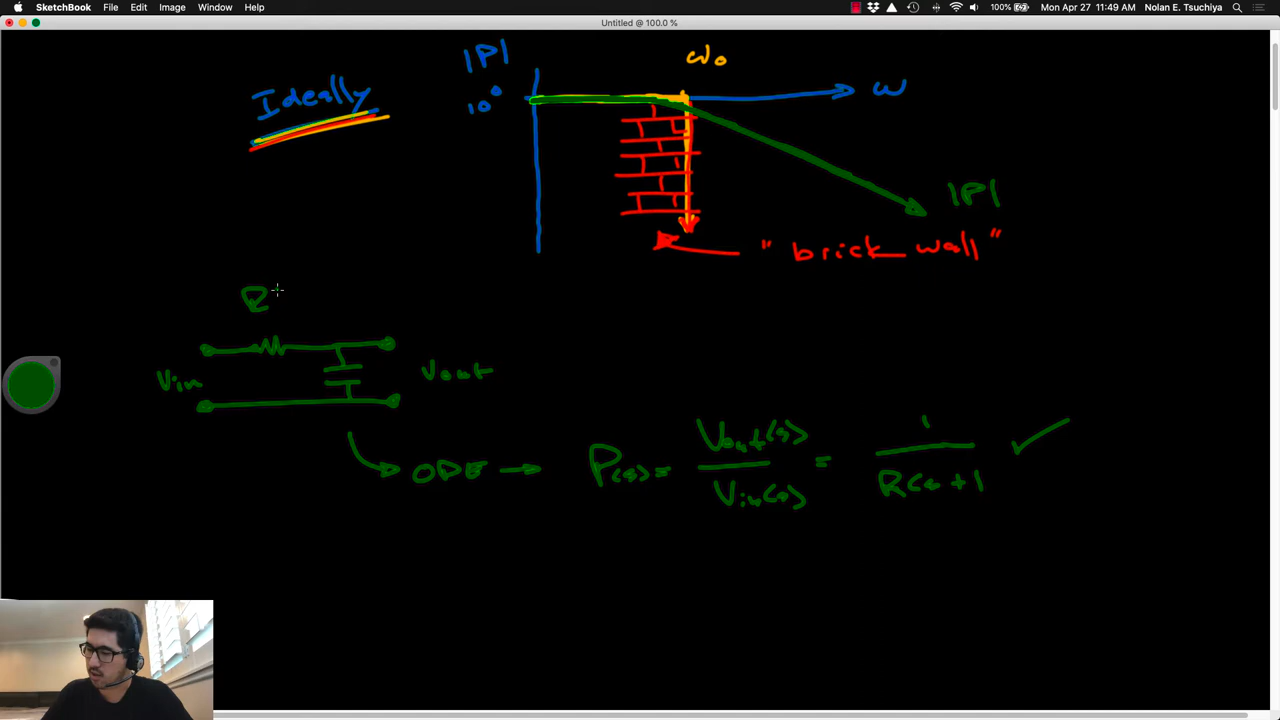 SketchBook File Edit Image Window Help 100% Mon Apr 27 11:49 AM Nolan E. Tsuchiya
Untitled @ 100.0 %
Ideally
|P|
10⁰
ω₀
ω
|P|
"brick wall"
R
Vin
Vout
ODE → P(s) = Vout(s) / Vin(s) = 1 / RCs + 1 ✓